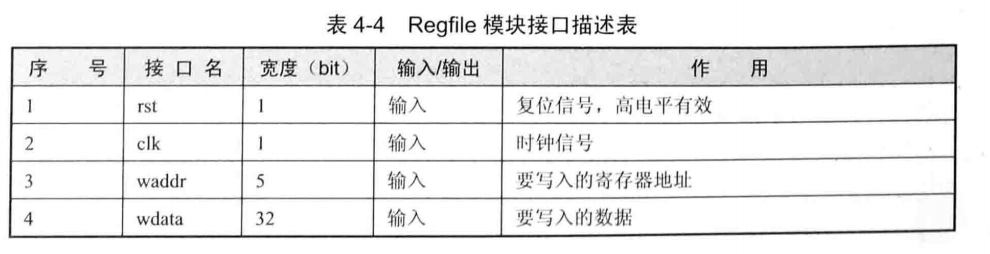 表 4-4 Regfile 模块接口描述表
序 号 接 口 名 宽度（bit） 输入/输出 作 用
1 rst 1 输入 复位信号，高电平有效
2 clk 1 输入 时钟信号
3 waddr 5 输入 要写入的寄存器地址
4 wdata 32 输入 要写入的数据